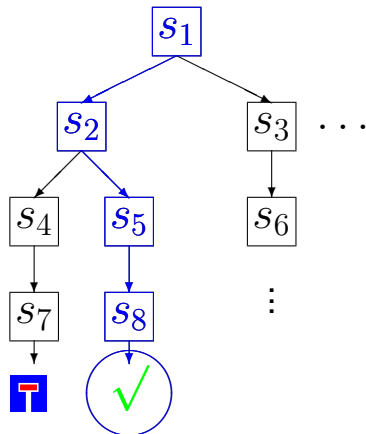 s₁
s₂ s₃ ...
s₄ s₅ s₆
s₇ s₈ ⋮
√